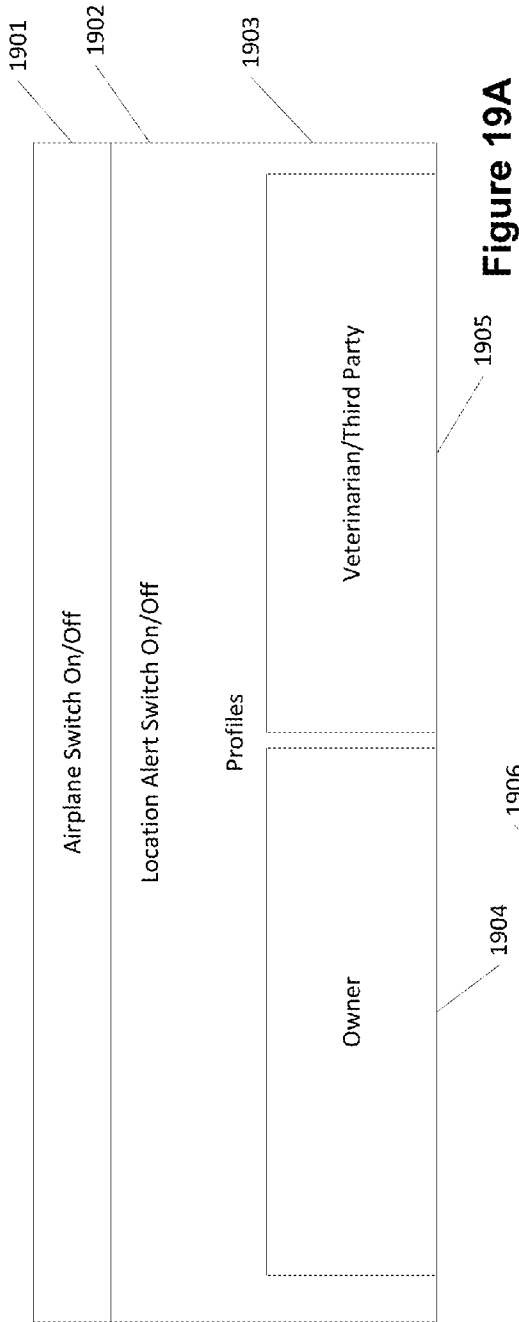 1901
Airplane Switch On/Off
1902
Location Alert Switch On/Off
1903
Profiles
Owner
Veterinarian/Third Party
1904
1905
1906
Figure 19A